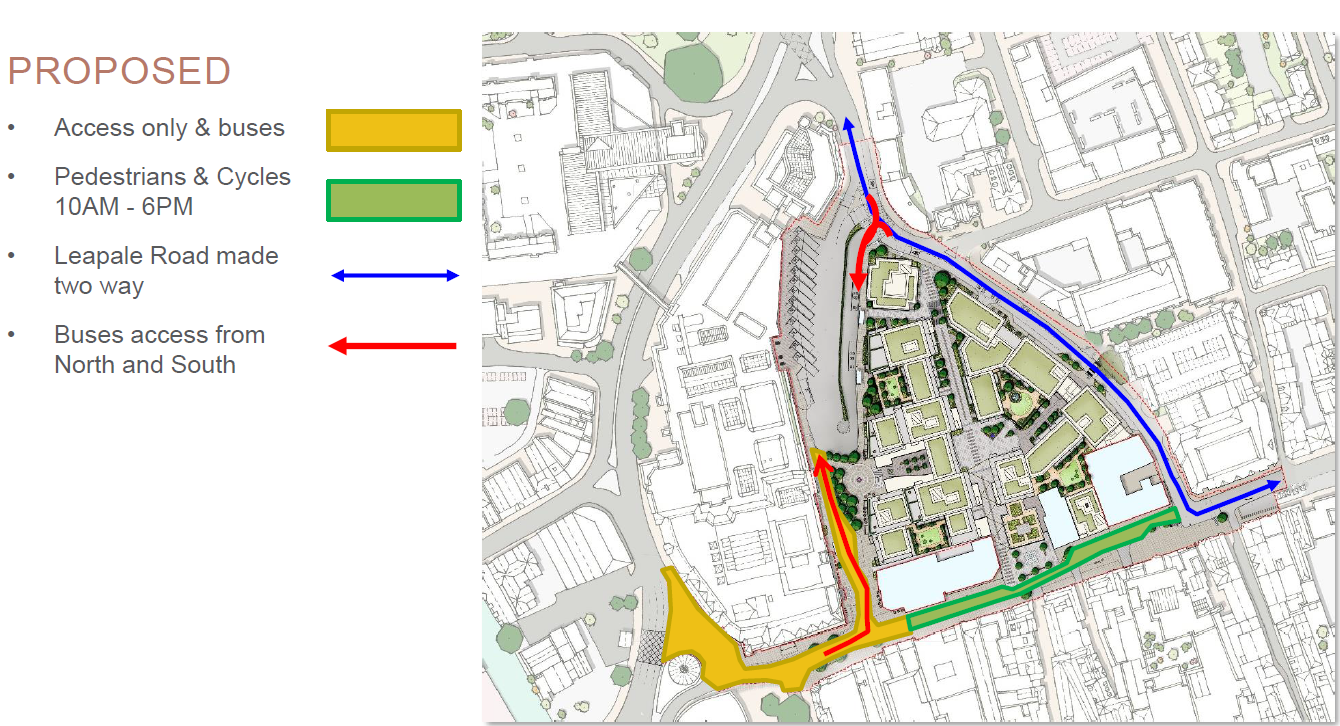 PROPOSED
• Access only & buses
• Pedestrians & Cycles
10AM - 6PM
• Leapale Road made
two way
• Buses access from
North and South